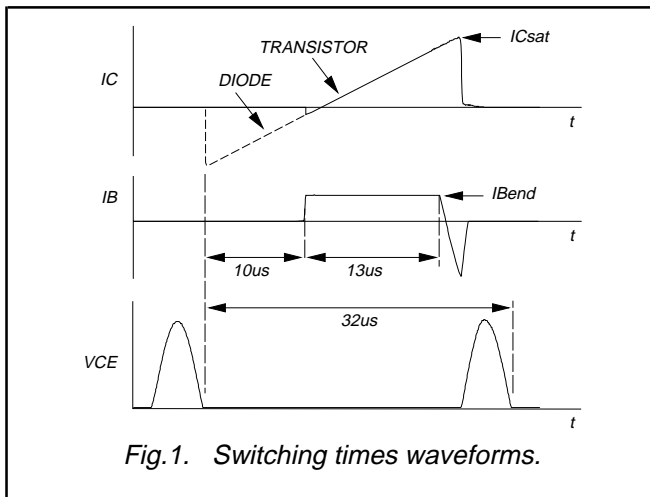 ICsat
TRANSISTOR
IC
DIODE
t
IB
IBend
t
10us
13us
32us
VCE
t
Fig.1. Switching times waveforms.